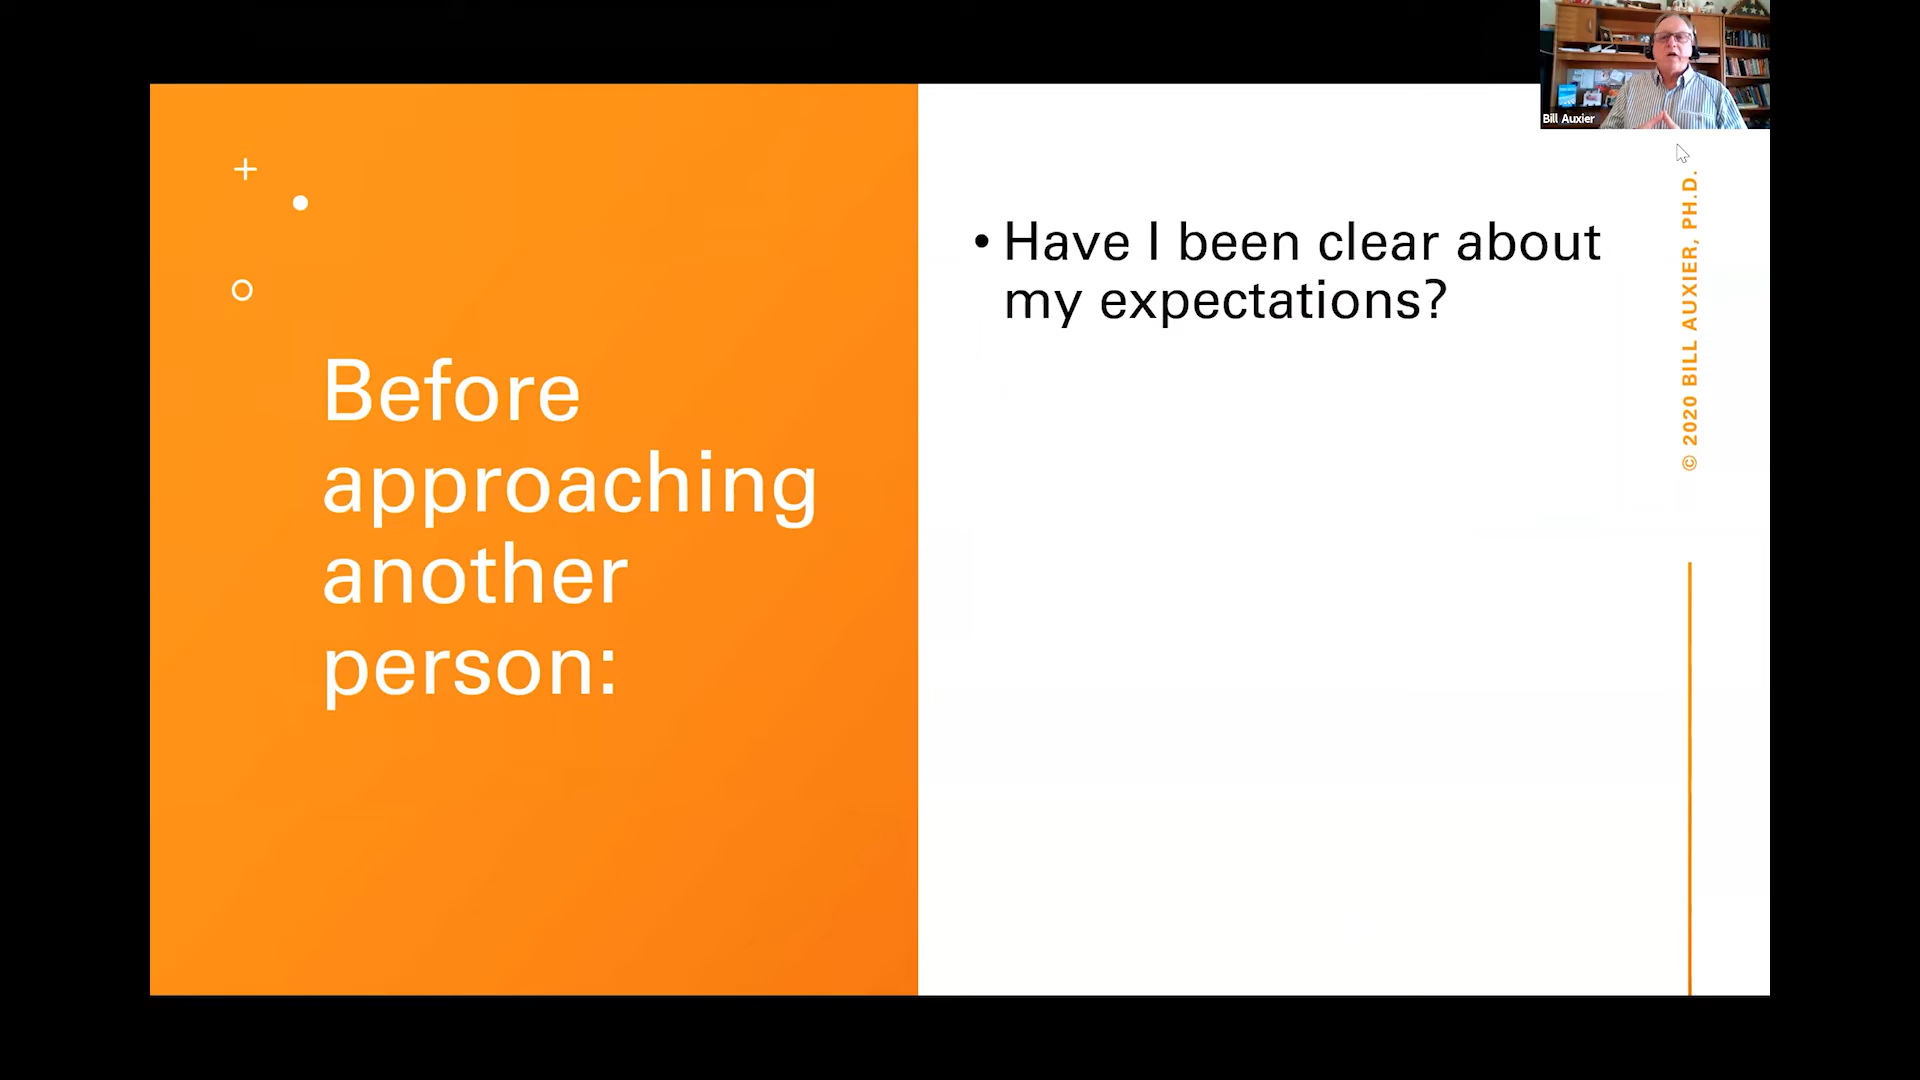 Bill Auxier
Before
approaching
another
person:
• Have I been clear about
my expectations?
© 2020 BILL AUXIER, PH.D.